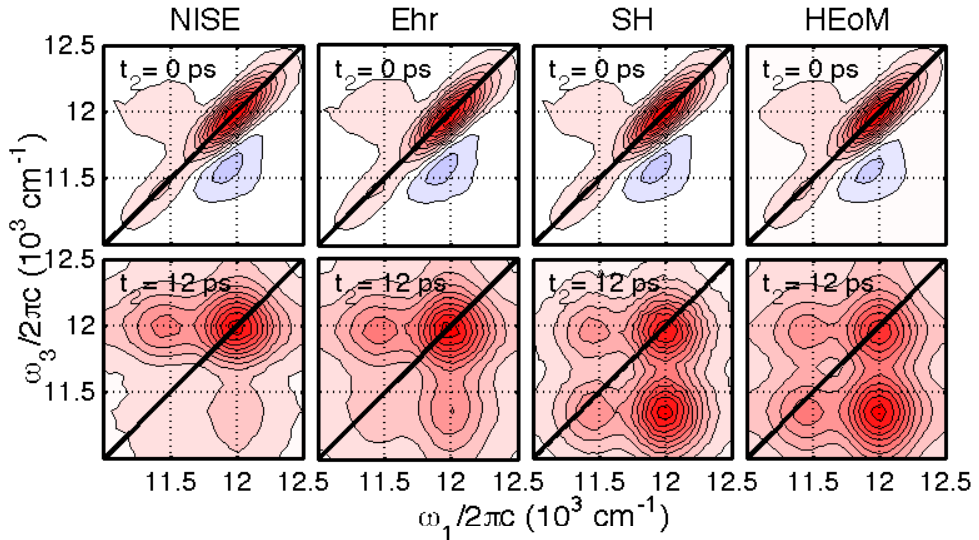 NISE Ehr SH HEoM
12.5
t₂= 0 ps t₂= 0 ps t₂= 0 ps t₂= 0 ps
12
11.5
12.5
t₂= 12 ps t₂= 12 ps t₂= 12 ps t₂= 12 ps
12
11.5
ω₃/2πc (10³ cm⁻¹)
11.5 12 12.5 11.5 12 12.5 11.5 12 12.5 11.5 12 12.5
ω₁/2πc (10³ cm⁻¹)